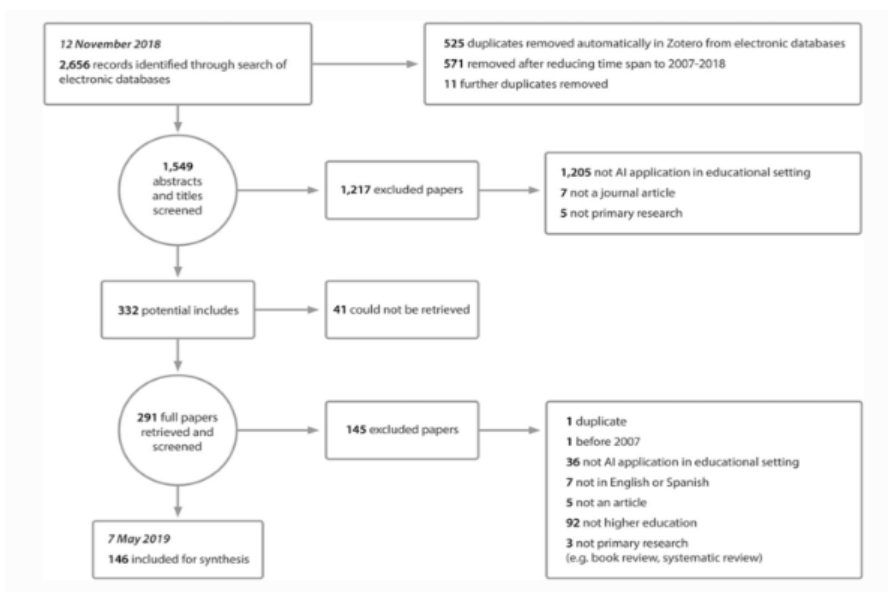 12 November 2018
2,656 records identified through search of
electronic databases
525 duplicates removed automatically in Zotero from electronic databases
571 removed after reducing time span to 2007-2018
11 further duplicates removed
1,549
abstracts
and titles
screened
1,217 excluded papers
1,205 not AI application in educational setting
7 not a journal article
5 not primary research
332 potential includes
41 could not be retrieved
291 full papers
retrieved and
screened
145 excluded papers
1 duplicate
1 before 2007
36 not AI application in educational setting
7 not in English or Spanish
5 not an article
92 not higher education
3 not primary research
(e.g. book review, systematic review)
7 May 2019
146 included for synthesis